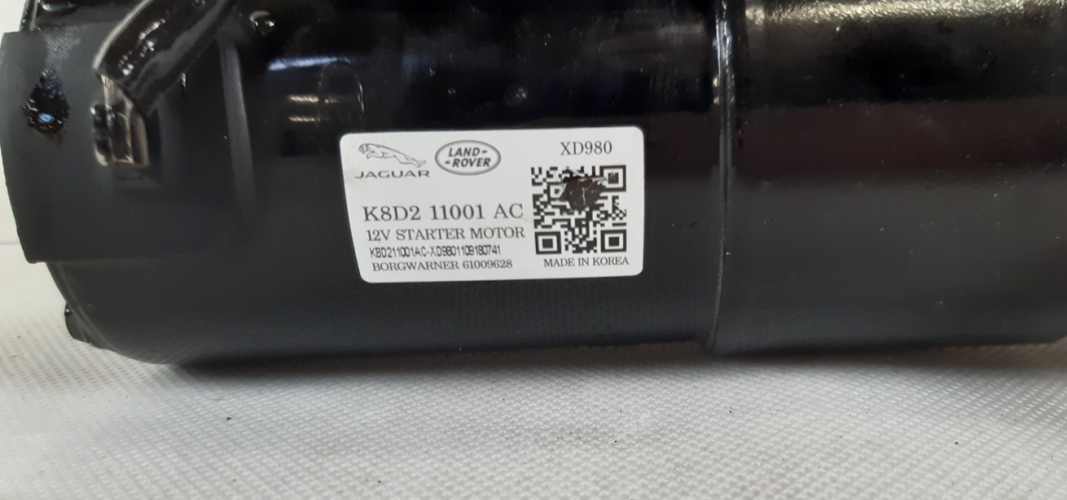 JAGUAR
LAND-
-ROVER
XD980
K8D2 11001 AC
12V STARTER MOTOR
K8D211001AC-XD9801109180741
BORGWARNER 61009628
MADE IN KOREA